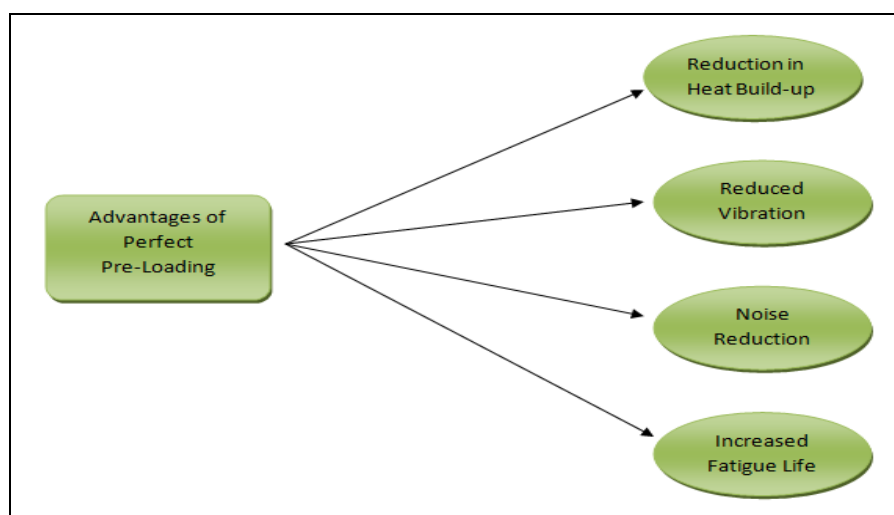 Advantages of
Perfect
Pre-Loading
Reduction in
Heat Build-up
Reduced
Vibration
Noise
Reduction
Increased
Fatigue Life